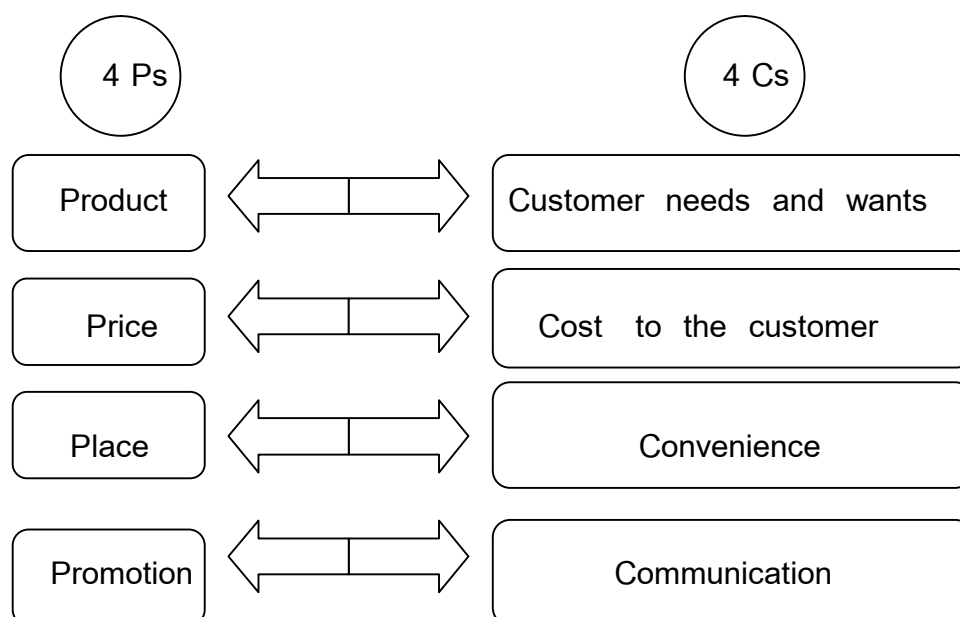 4 Ps
4 Cs
Product
Customer needs and wants
Price
Cost to the customer
Place
Convenience
Promotion
Communication